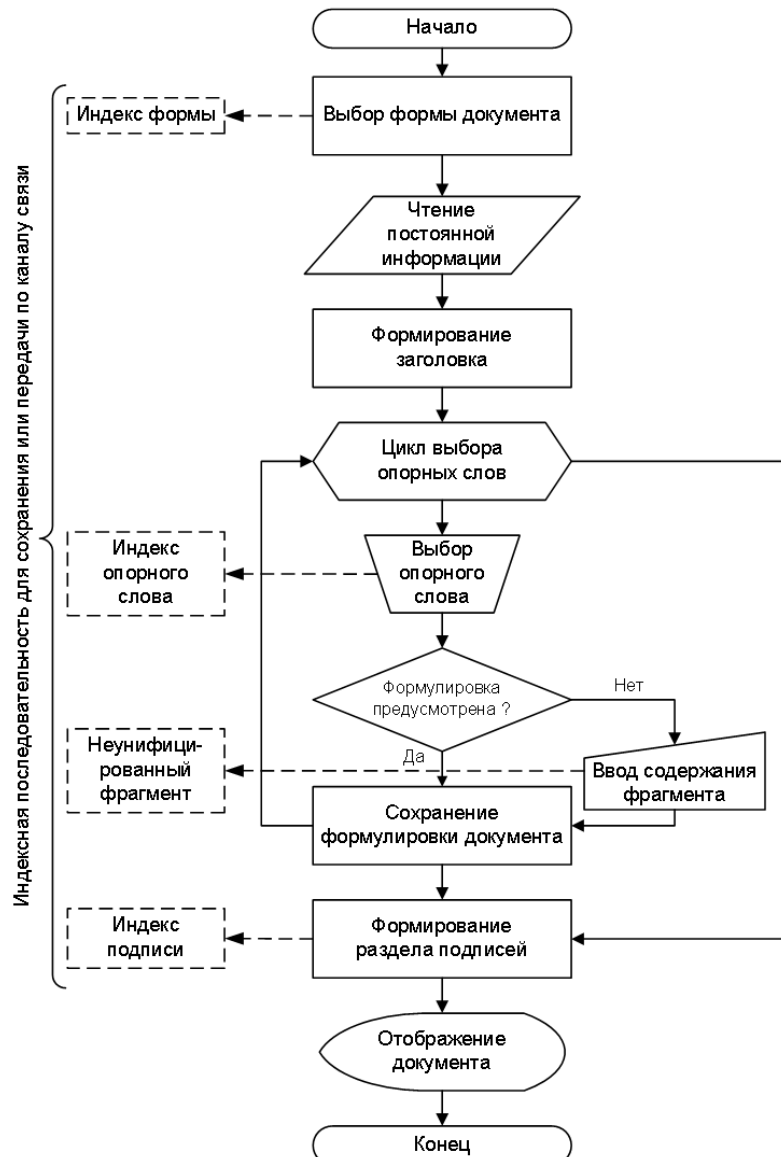 Начало
Индекс формы
Выбор формы документа
Чтение
постоянной
информации
Формирование
заголовка
Цикл выбора
опорных слов
Индекс
опорного
слова
Выбор
опорного
слова
Формулировка
предусмотрена ?
Нет
Да
Неунифици-
рованный
фрагмент
Ввод содержания
фрагмента
Сохранение
формулировки документа
Индекс
подписи
Формирование
раздела подписей
Отображение
документа
Конец
Индексная последовательность для сохранения или передачи по каналу связи